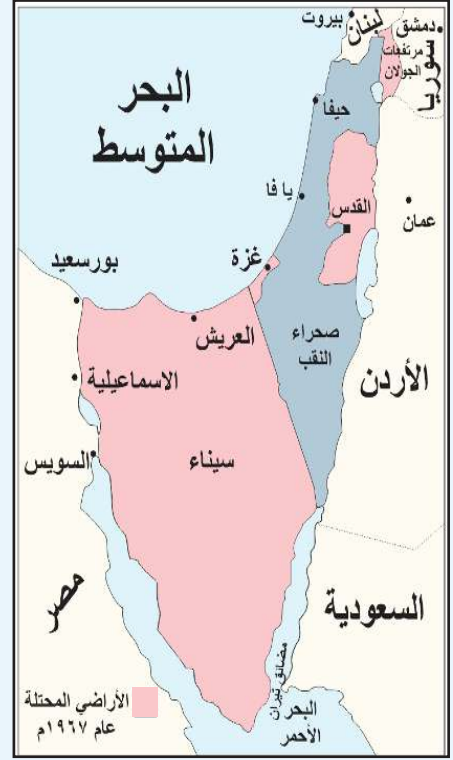 بيروت
لبنان
دمشق
سوريا
مرتفعات
الجولان
البحر
المتوسط
حيفا
يافا
القدس
عمان
غزة
بورسعيد
العريش
صحراء
النقب
الاسماعيلية
الأردن
السويس
سيناء
مصر
السعودية
مضائق تيران
البحر
الأحمر
الأراضي المحتلة
عام ١٩٦٧م